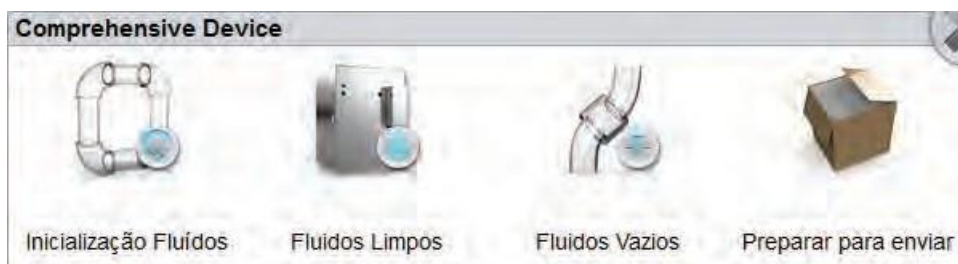 Comprehensive Device
Inicialização Fluídos
Fluidos Limpos
Fluidos Vazios
Preparar para enviar